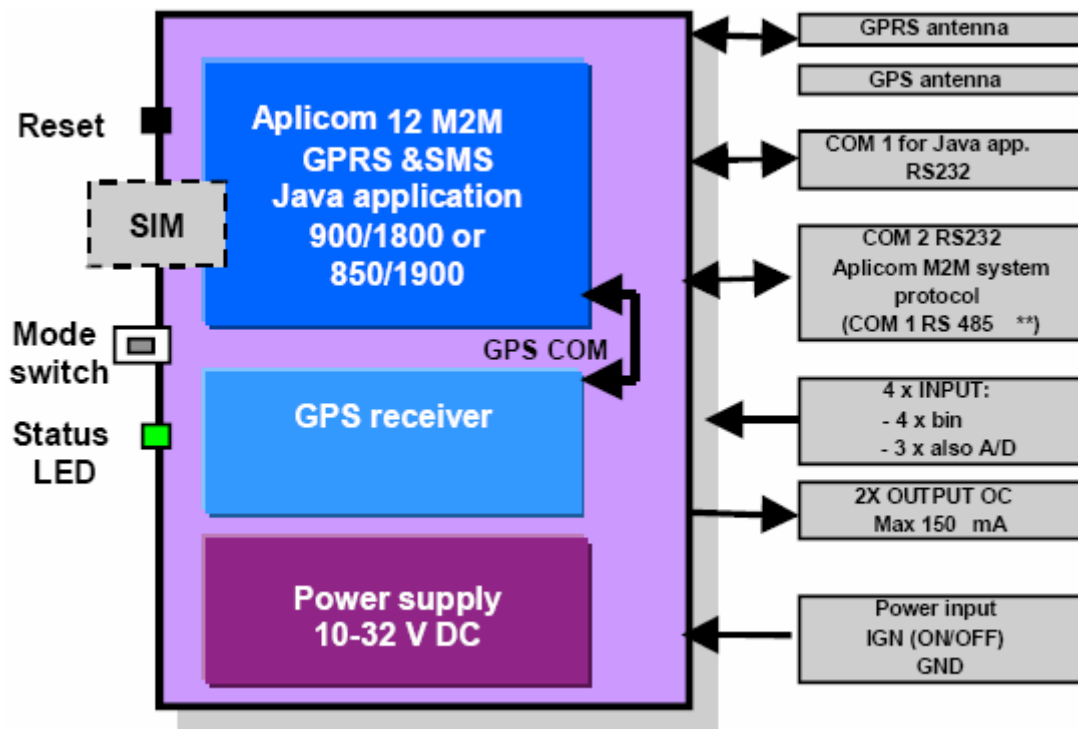 Reset
SIM
Mode
switch
Status
LED
Aplicom 12 M2M
GPRS &SMS
Java application
900/1800 or
850/1900
GPS COM
GPS receiver
Power supply
10-32 V DC
GPRS antenna
GPS antenna
COM 1 for Java app.
RS232
COM 2 RS232
Aplicom M2M system
protocol
(COM 1 RS 485 **)
4 x INPUT:
- 4 x bin
- 3 x also A/D
2X OUTPUT OC
Max 150 mA
Power input
IGN (ON/OFF)
GND